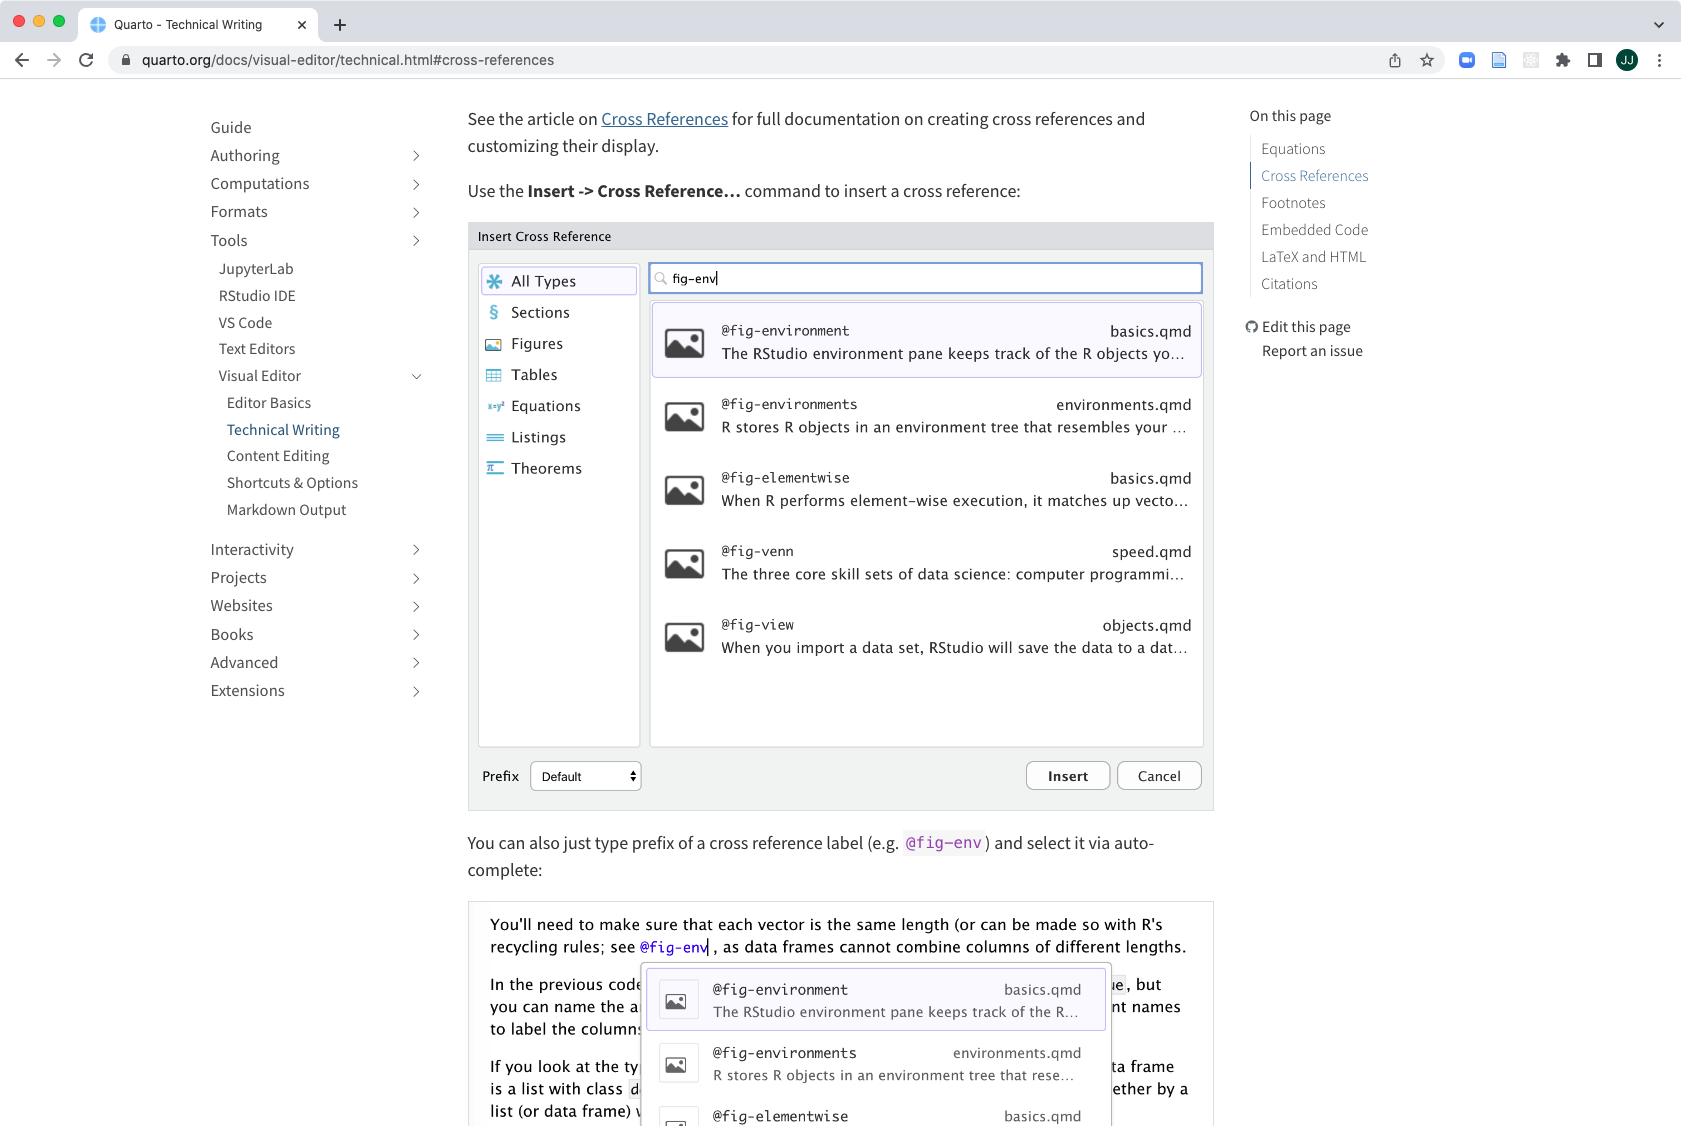 Quarto - Technical Writing
quarto.org/docs/visual-editor/technical.html#cross-references
JJ
Guide
Authoring
Computations
Formats
Tools
JupyterLab
RStudio IDE
VS Code
Text Editors
Visual Editor
Editor Basics
Technical Writing
Content Editing
Shortcuts & Options
Markdown Output
Interactivity
Projects
Websites
Books
Advanced
Extensions
See the article on Cross References for full documentation on creating cross references and
customizing their display.
Use the Insert -> Cross Reference... command to insert a cross reference:
Insert Cross Reference
All Types
Sections
Figures
Tables
Equations
Listings
Theorems
fig-env
@fig-environment basics.qmd
The RStudio environment pane keeps track of the R objects yo...
@fig-environments environments.qmd
R stores R objects in an environment tree that resembles your ...
@fig-elementwise basics.qmd
When R performs element-wise execution, it matches up vecto...
@fig-venn speed.qmd
The three core skill sets of data science: computer programmi...
@fig-view objects.qmd
When you import a data set, RStudio will save the data to a dat...
Prefix Default Insert Cancel
You can also just type prefix of a cross reference label (e.g. @fig-env) and select it via auto-
complete:
You'll need to make sure that each vector is the same length (or can be made so with R's
recycling rules; see @fig-env, as data frames cannot combine columns of different lengths.
In the previous code ue, but
you can name the a nt names
to label the column
If you look at the ty ta frame
is a list with class d ether by a
list (or data frame)
@fig-environment basics.qmd
The RStudio environment pane keeps track of the R...
@fig-environments environments.qmd
R stores R objects in an environment tree that rese...
@fig-elementwise basics.qmd
On this page
Equations
Cross References
Footnotes
Embedded Code
LaTeX and HTML
Citations
Edit this page
Report an issue